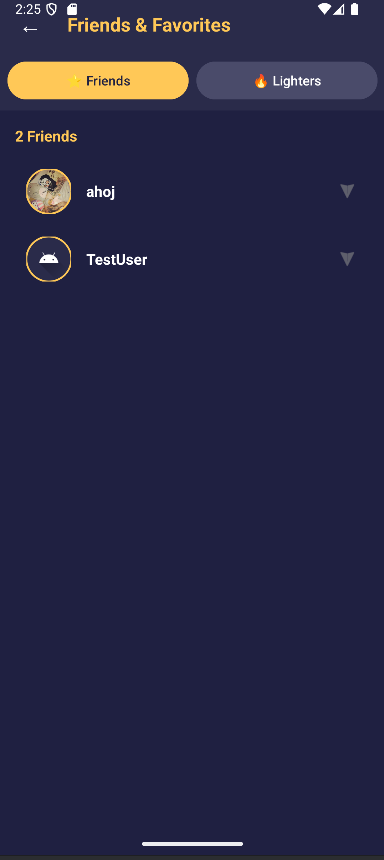 2:25
← Friends & Favorites
⭐ Friends
🔥 Lighters
2 Friends
ahoj
TestUser